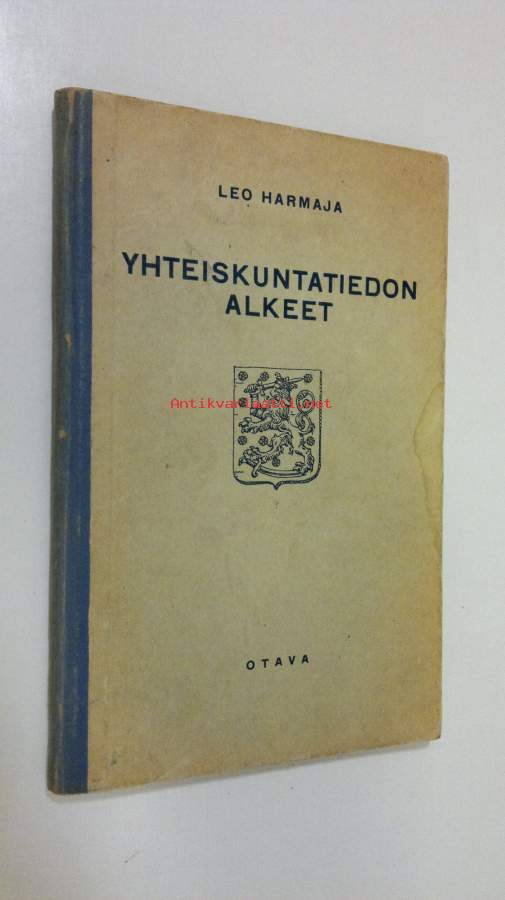 LEO HARMAJA
YHTEISKUNTATIEDON
ALKEET
Antikvariaatti.net
OTAVA